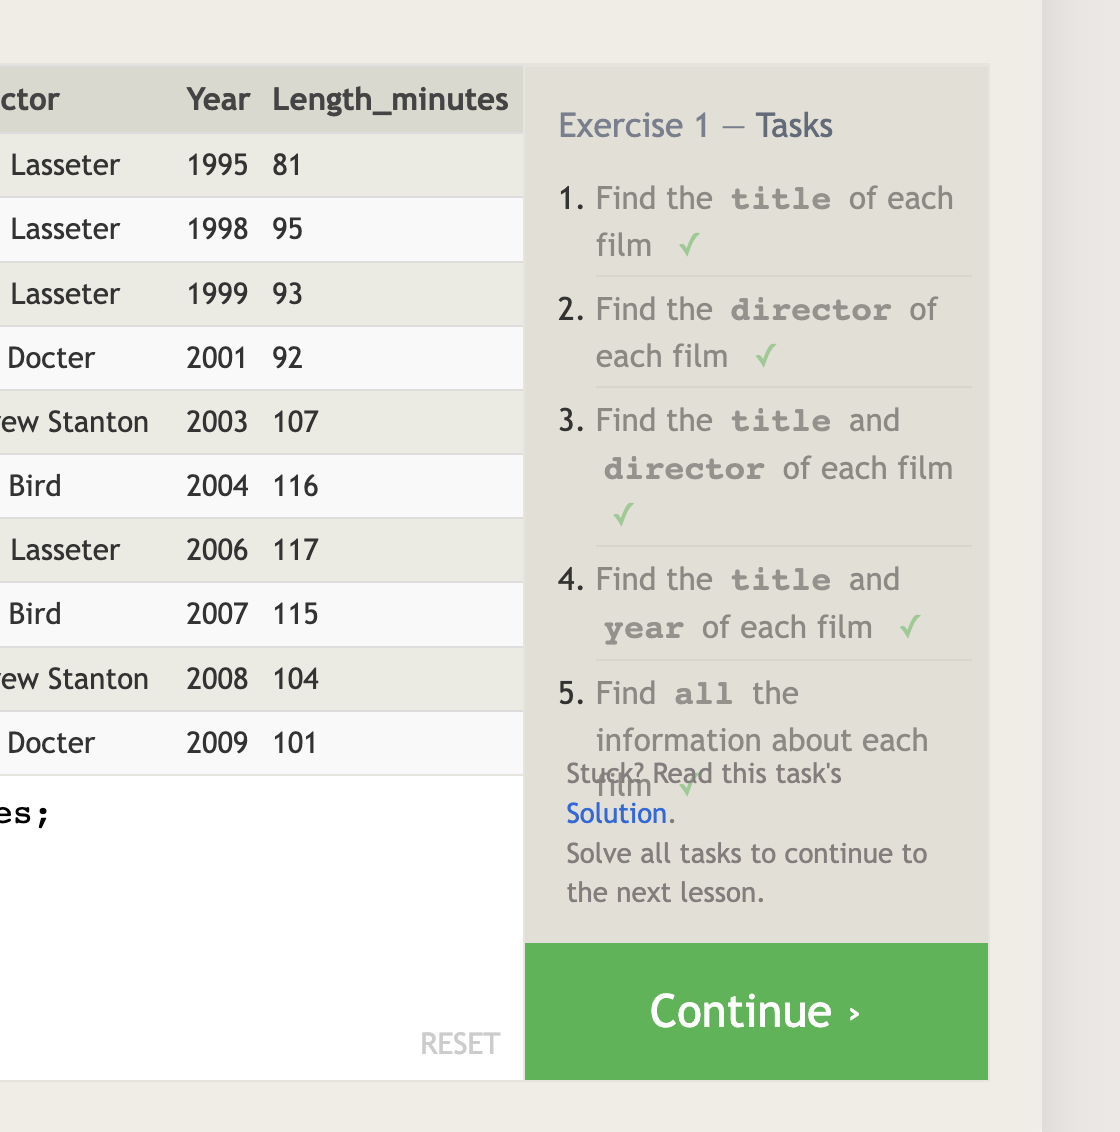 ctor Year Length_minutes
Lasseter 1995 81
Lasseter 1998 95
Lasseter 1999 93
Docter 2001 92
ew Stanton 2003 107
Bird 2004 116
Lasseter 2006 117
Bird 2007 115
ew Stanton 2008 104
Docter 2009 101
es;
RESET
Exercise 1 — Tasks
1. Find the title of each
film ✓
2. Find the director of
each film ✓
3. Find the title and
director of each film
✓
4. Find the title and
year of each film ✓
5. Find all the
information about each
film ✓
Stuck? Read this task's
Solution.
Solve all tasks to continue to
the next lesson.
Continue ›